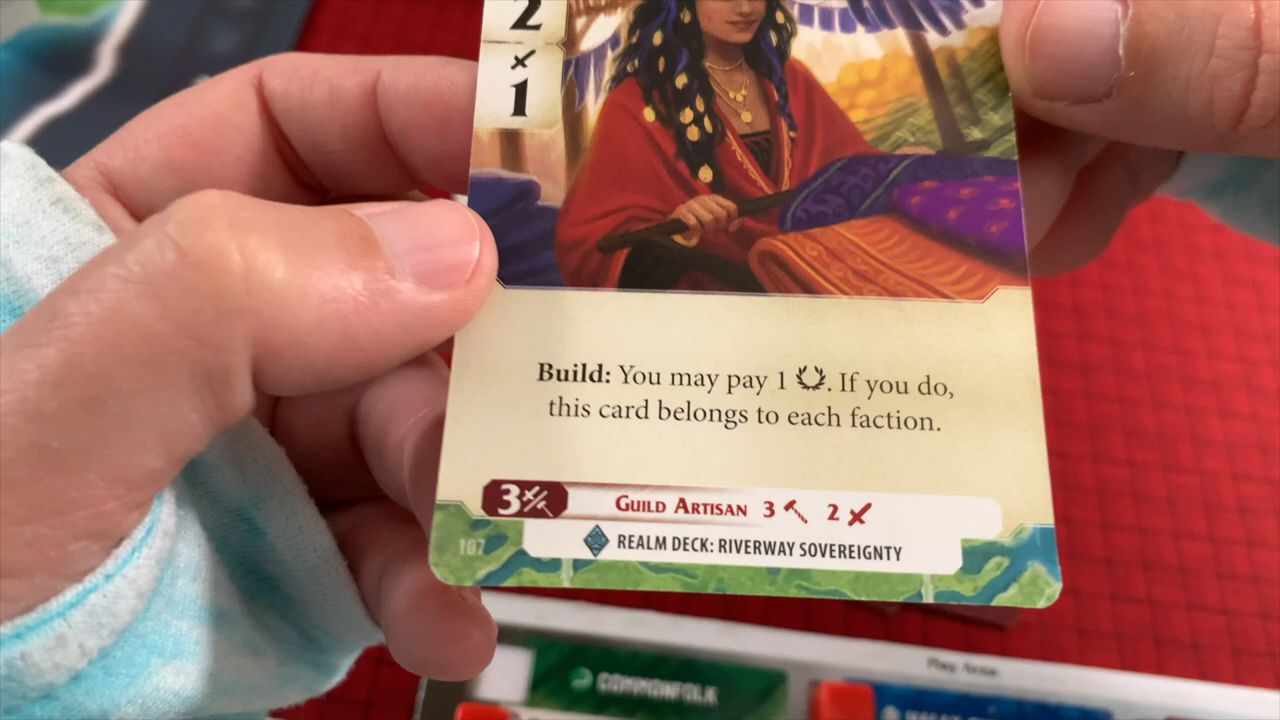 2
1
Build: You may pay 1 . If you do,
this card belongs to each faction.
3 GUILD ARTISAN 3 2
187 REALM DECK: RIVERWAY SOVEREIGNTY
Play Area
COMMONFOLK